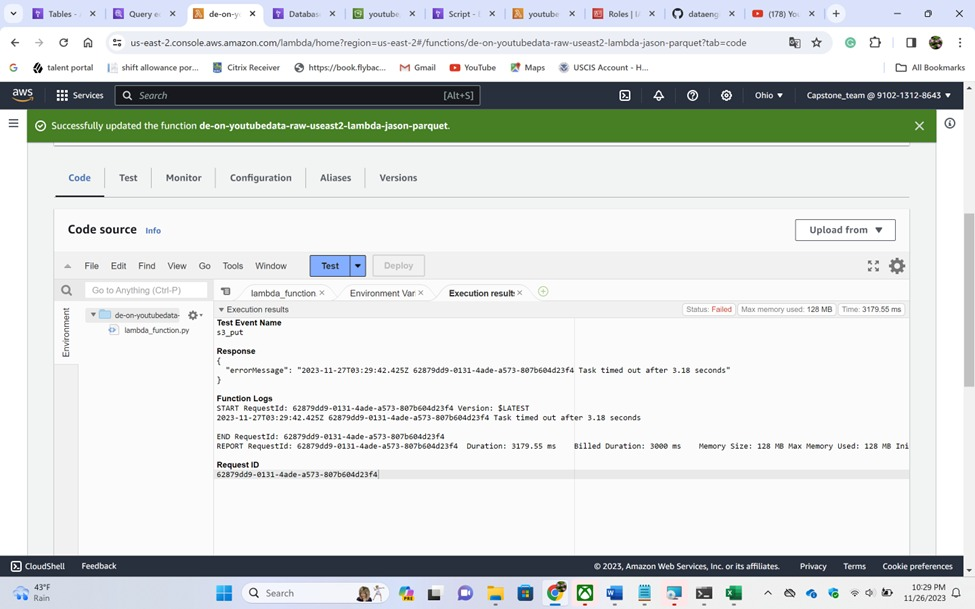 Tables -
Query e
de-on-y
Database
youtube
Script -
youtube
Roles | I
dataeng
(178) Yo
us-east-2.console.aws.amazon.com/lambda/home?region=us-east-2#/functions/de-on-youtubedata-raw-useast2-lambda-jason-parquet?tab=code
talent portal
shift allowance por...
Citrix Receiver
https://book.flybac...
Gmail
YouTube
Maps
USCIS Account - H...
All Bookmarks
aws
Services
Search
[Alt+S]
Ohio
Capstone_team @ 9102-1312-8643
Successfully updated the function de-on-youtubedata-raw-useast2-lambda-jason-parquet.
Code
Test
Monitor
Configuration
Aliases
Versions
Code source
Info
Upload from
File
Edit
Find
View
Go
Tools
Window
Test
Deploy
Go to Anything (Ctrl-P)
lambda_function
Environment Var
Execution results
Environment
de-on-youtubedata-
lambda_function.py
Execution results
Status: Failed
Max memory used: 128 MB
Time: 3179.55 ms
Test Event Name
s3_put
Response
{
"errorMessage": "2023-11-27T03:29:42.425Z 62879dd9-0131-4ade-a573-807b604d23f4 Task timed out after 3.18 seconds"
}
Function Logs
START RequestId: 62879dd9-0131-4ade-a573-807b604d23f4 Version: $LATEST
2023-11-27T03:29:42.425Z 62879dd9-0131-4ade-a573-807b604d23f4 Task timed out after 3.18 seconds
END RequestId: 62879dd9-0131-4ade-a573-807b604d23f4
REPORT RequestId: 62879dd9-0131-4ade-a573-807b604d23f4 Duration: 3179.55 ms Billed Duration: 3000 ms Memory Size: 128 MB Max Memory Used: 128 MB Ini
Request ID
62879dd9-0131-4ade-a573-807b604d23f4
CloudShell
Feedback
© 2023, Amazon Web Services, Inc. or its affiliates.
Privacy
Terms
Cookie preferences
43°F
Rain
Search
10:29 PM
11/26/2023